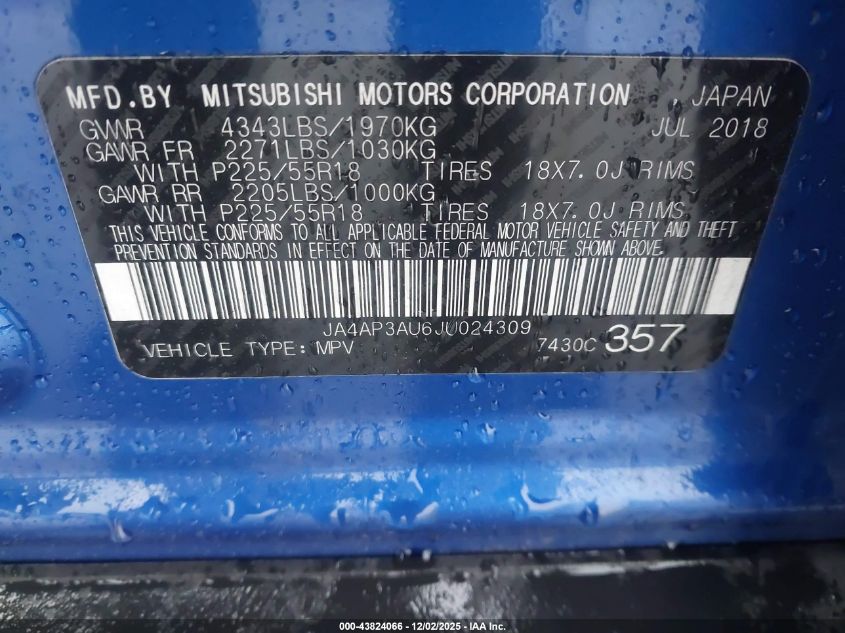 MFD.BY MITSUBISHI MOTORS CORPORATION , JAPAN
GVWR 4343LBS/1970KG JUL 2018
GAWR FR 2271LBS/1030KG
WITH P225/55R18 TIRES 18X7.0J RIMS
GAWR RR 2205LBS/1000KG
WITH P225/55R18 TIRES 18X7.0J RIMS
THIS VEHICLE CONFORMS TO ALL APPLICABLE FEDERAL MOTOR VEHICLE SAFETY AND THEFT
PREVENTION STANDARDS IN EFFECT ON THE DATE OF MANUFACTURE SHOWN ABOVE.
JA4AP3AU6JU024309
VEHICLE TYPE: MPV 7430C 357
000-43824066 - 12/02/2025 - IAA Inc.